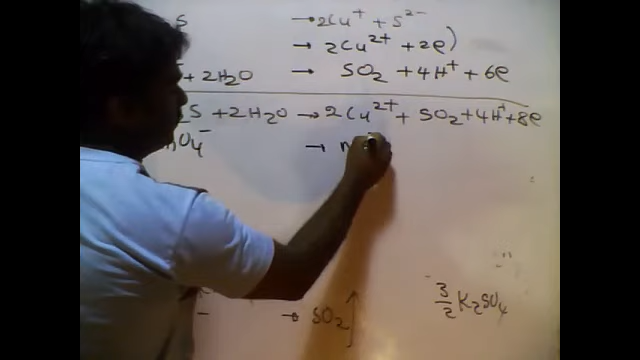 S → 2Cu⁺ + S²⁻
→ 2Cu²⁺ + 2e)
+ 2H₂O → SO₂ + 4H⁺ + 6e
S + 2H₂O → 2Cu²⁺ + SO₂ + 4H⁺ + 8e
nO₄⁻ →
3/2 K₂SO₄
→ SO₂↑